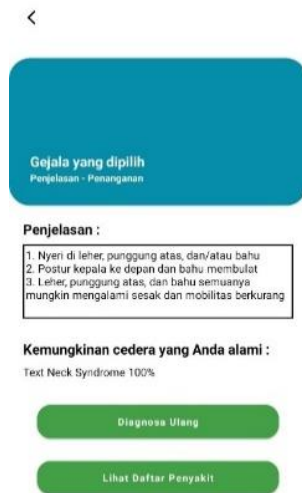 Gejala yang dipilih
Penjelasan - Penanganan
Penjelasan :
1. Nyeri di leher, punggung atas, dan/atau bahu
2. Postur kepala ke depan dan bahu membulat
3. Leher, punggung atas, dan bahu semuanya
mungkin mengalami sesak dan mobilitas berkurang
Kemungkinan cedera yang Anda alami :
Text Neck Syndrome 100%
Diagnosa Ulang
Lihat Daftar Penyakit